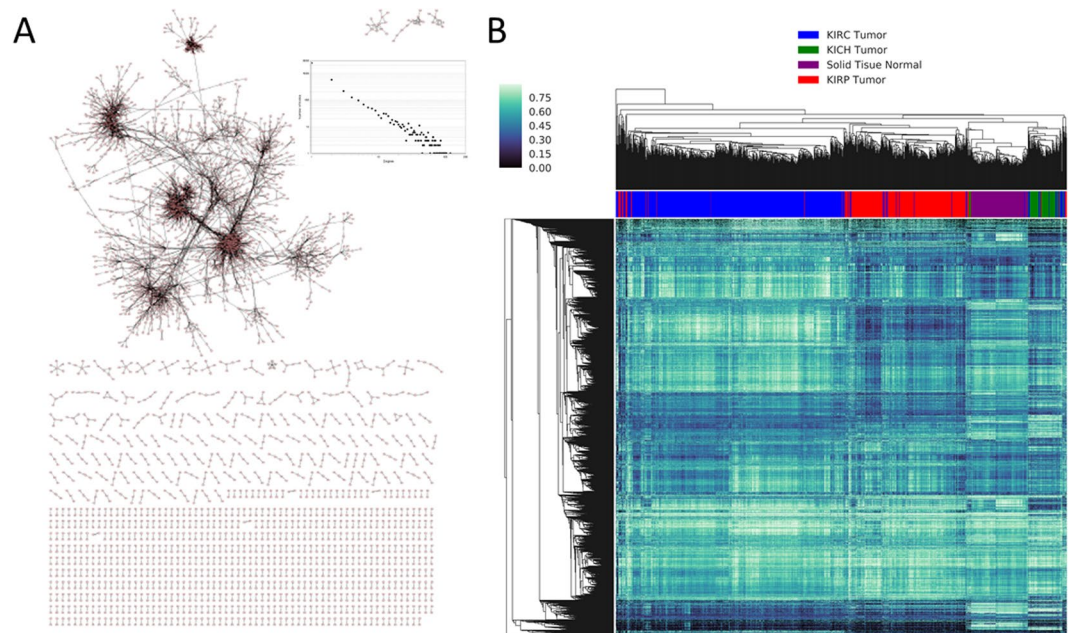 A
B
KIRC Tumor
KICH Tumor
Solid Tisue Normal
KIRP Tumor
0.75
0.60
0.45
0.30
0.15
0.00
Degree